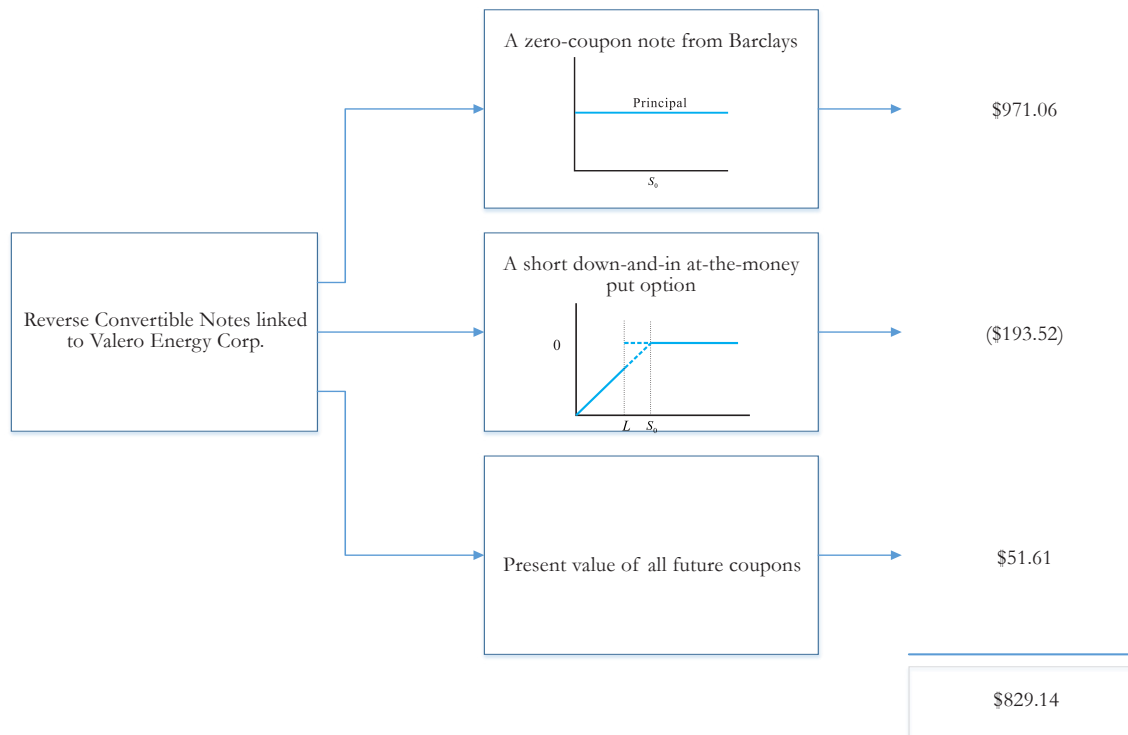 A zero-coupon note from Barclays
Principal
S₀
$971.06
Reverse Convertible Notes linked
to Valero Energy Corp.
A short down-and-in at-the-money
put option
0
L S₀
($193.52)
Present value of all future coupons
$51.61
$829.14